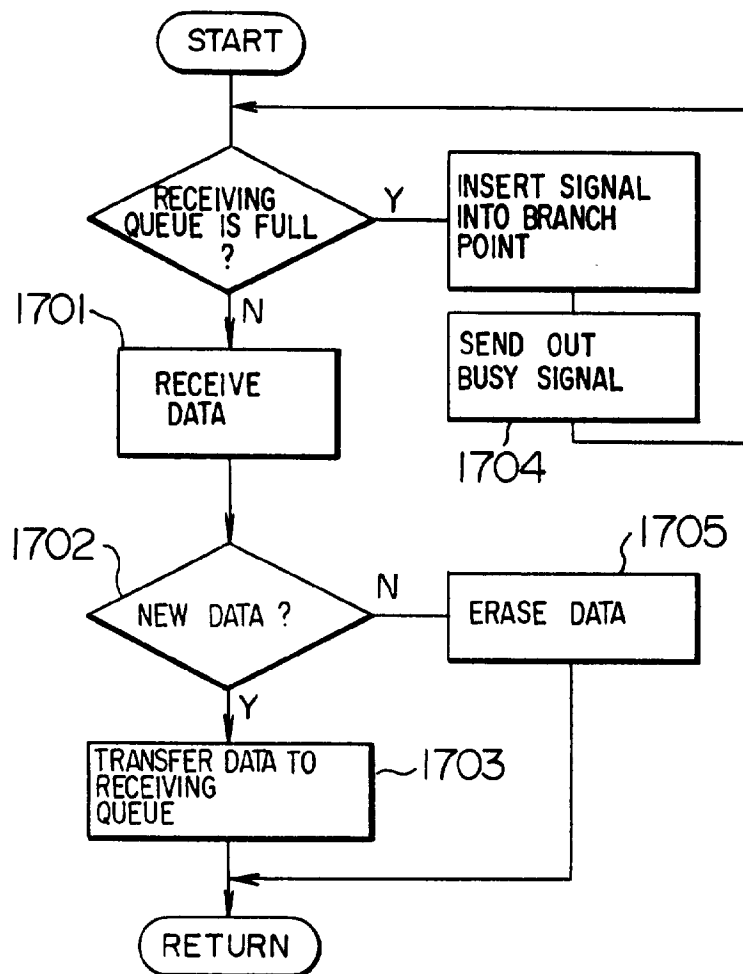 START
RECEIVING
QUEUE IS FULL
?
Y
INSERT SIGNAL
INTO BRANCH
POINT
N
1701
RECEIVE
DATA
SEND OUT
BUSY SIGNAL
1704
1702
NEW DATA ?
N
1705
ERASE DATA
Y
TRANSFER DATA TO
RECEIVING
QUEUE
1703
RETURN